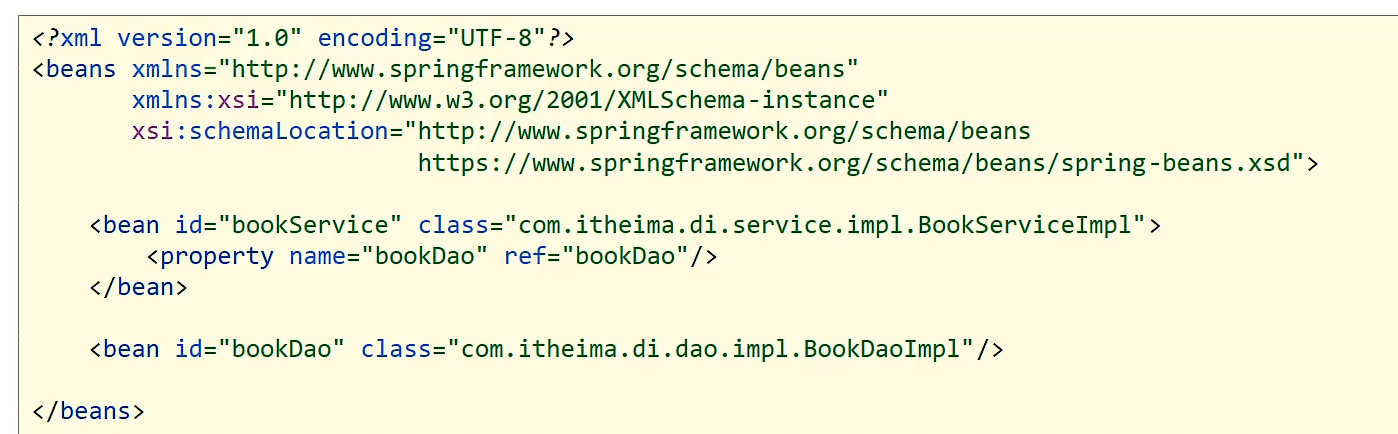 <?xml version="1.0" encoding="UTF-8"?>
<beans xmlns="http://www.springframework.org/schema/beans"
       xmlns:xsi="http://www.w3.org/2001/XMLSchema-instance"
       xsi:schemaLocation="http://www.springframework.org/schema/beans
                           https://www.springframework.org/schema/beans/spring-beans.xsd">
    <bean id="bookService" class="com.itheima.di.service.impl.BookServiceImpl">
        <property name="bookDao" ref="bookDao"/>
    </bean>
    <bean id="bookDao" class="com.itheima.di.dao.impl.BookDaoImpl"/>
</beans>